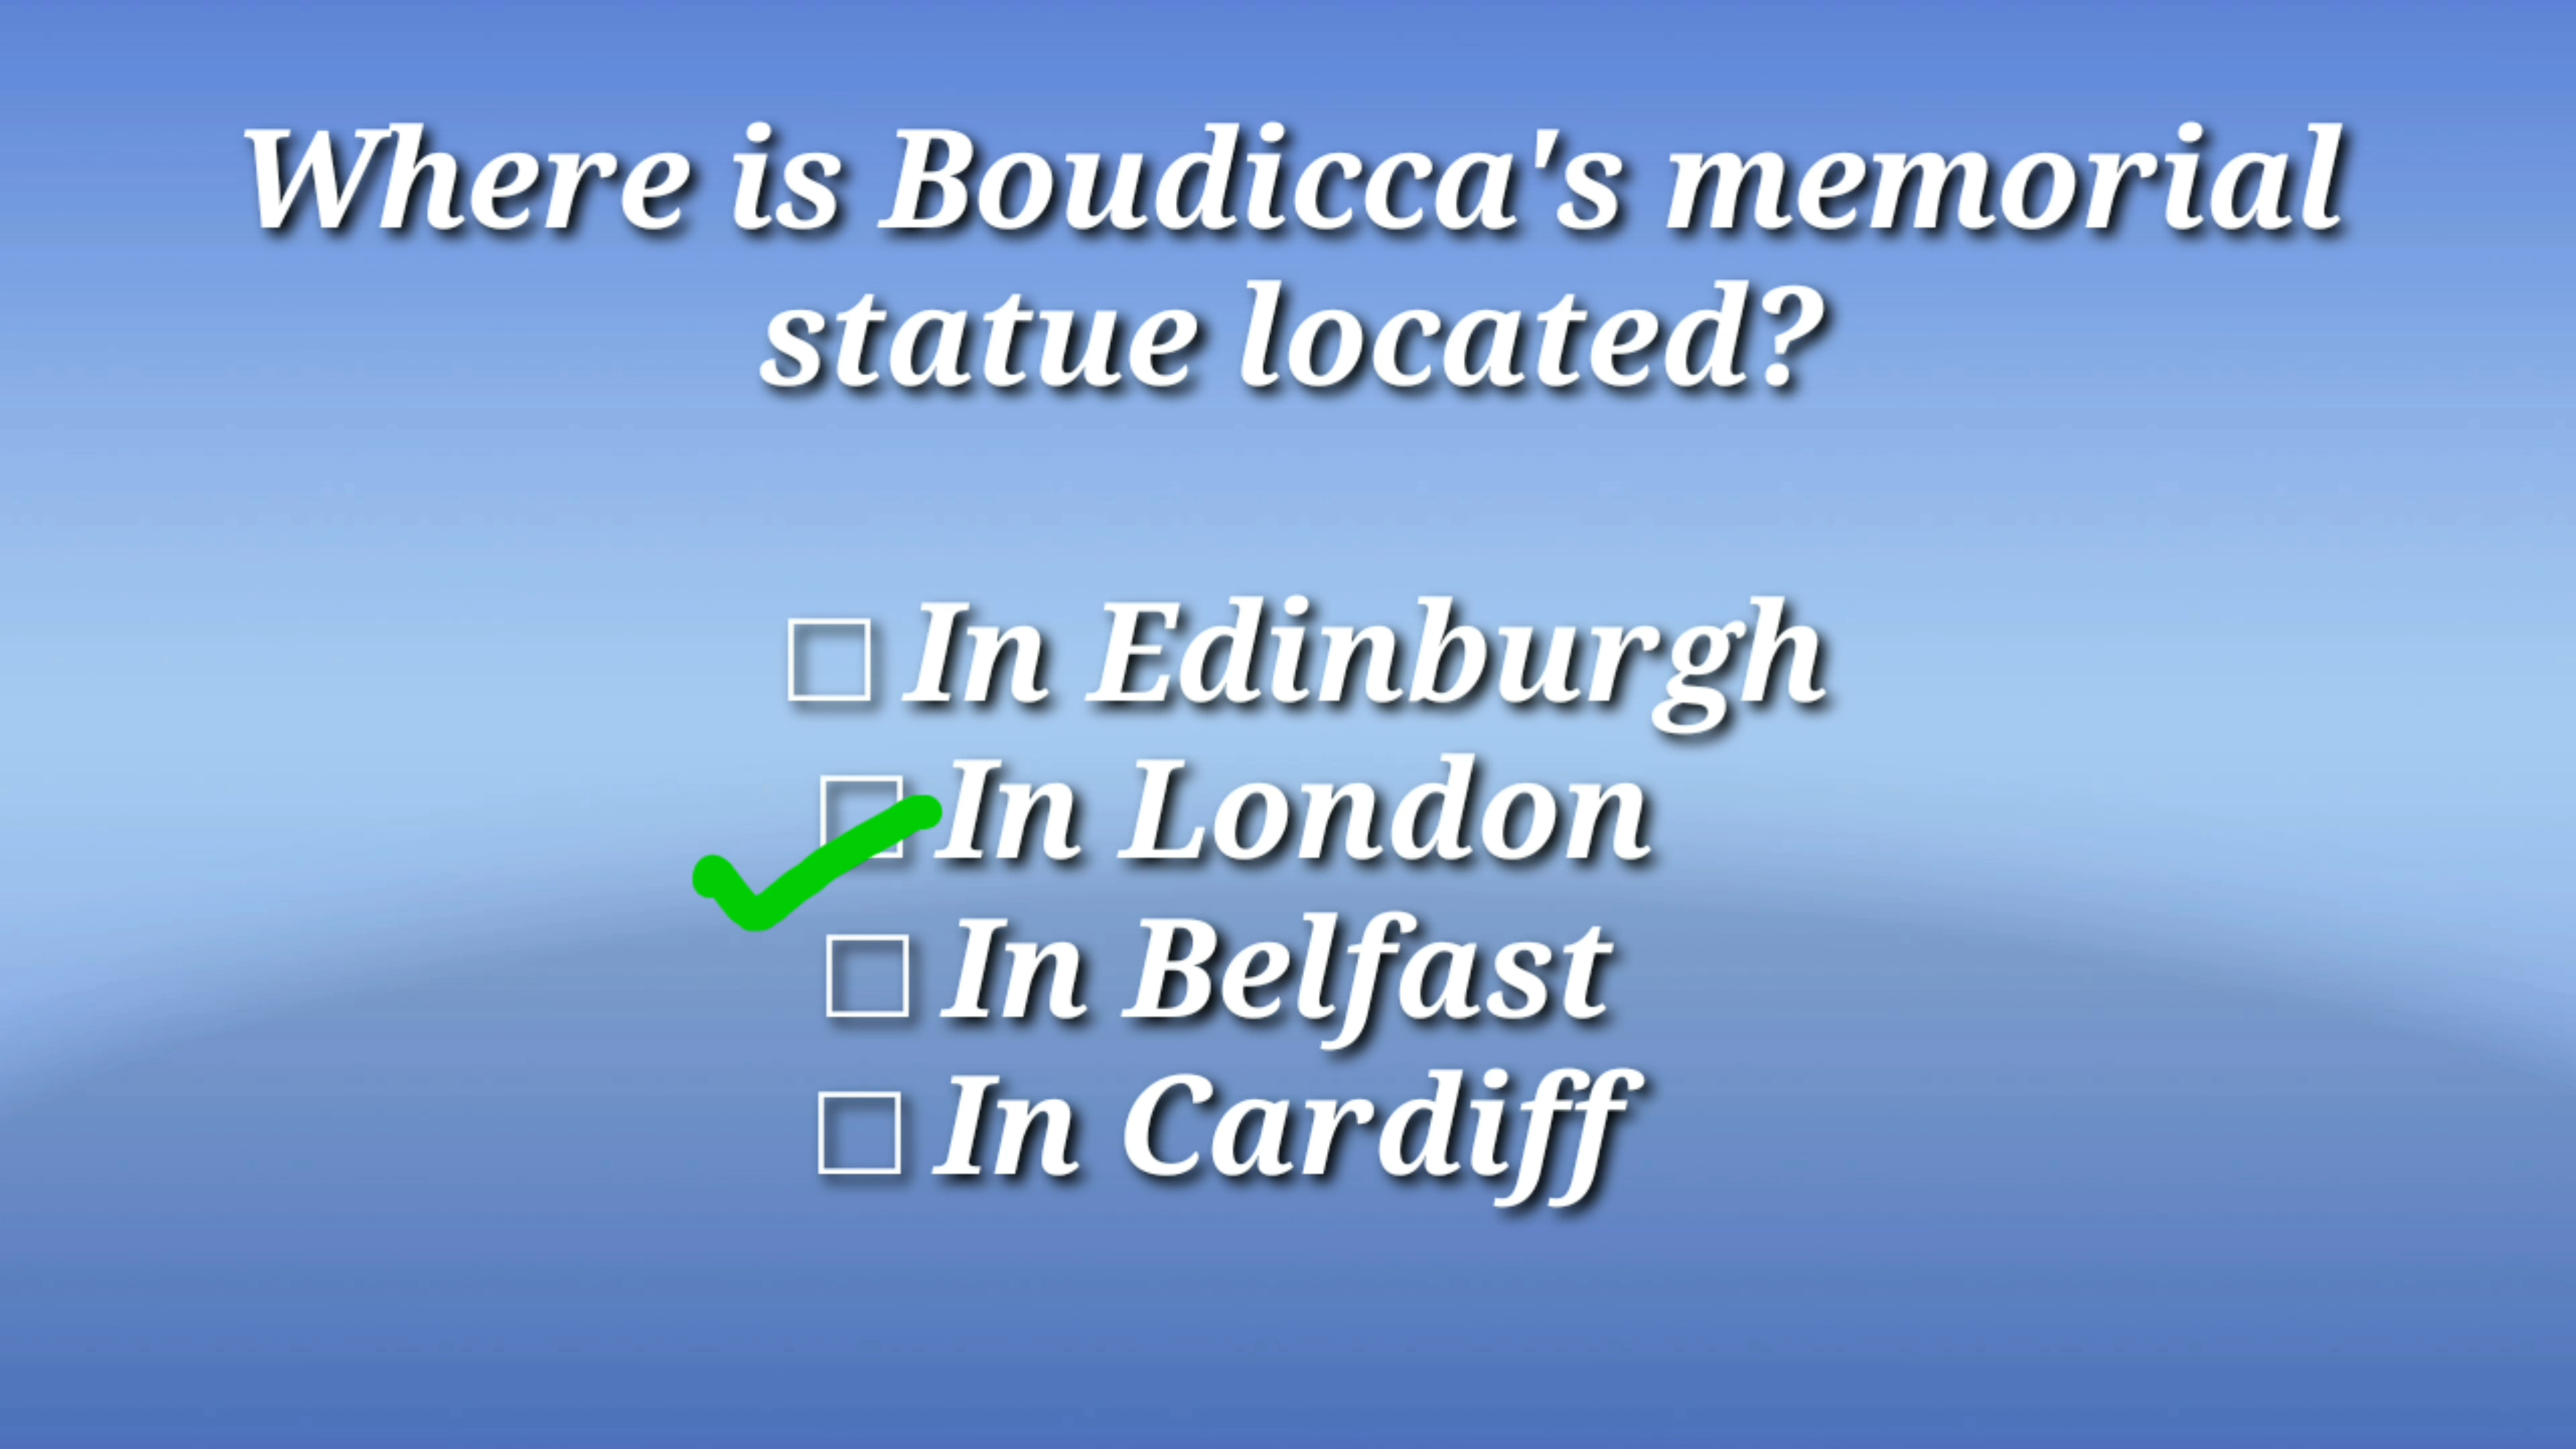 Where is Boudicca's memorial
statue located?
□ In Edinburgh
□ In London
□ In Belfast
□ In Cardiff